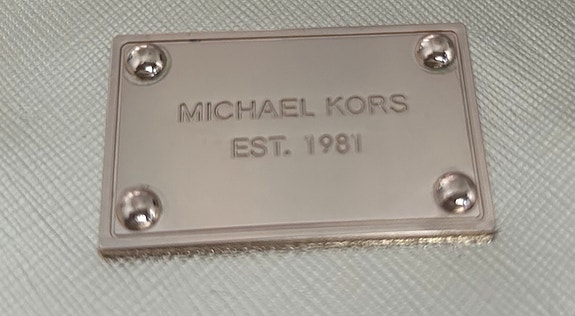 MICHAEL KORS
EST. 1981